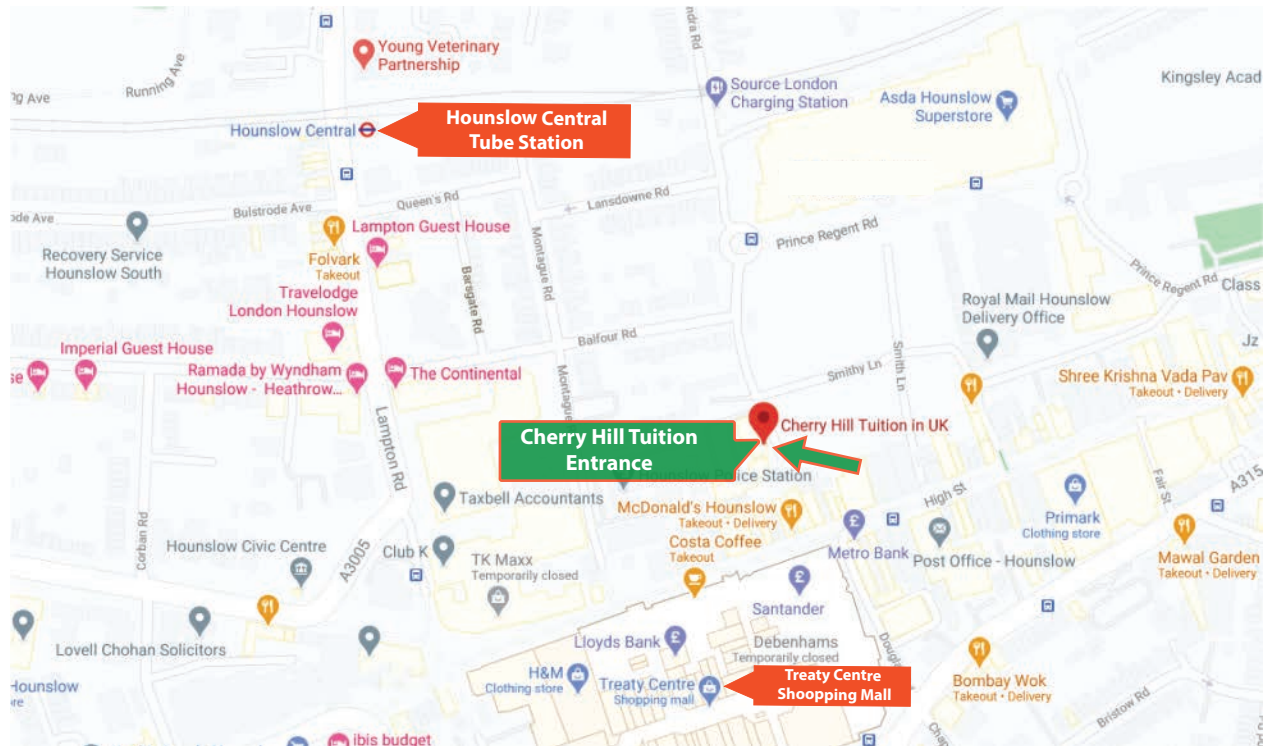 Young Veterinary
Partnership
Running Ave
ng Ave
ndra Rd
Source London
Charging Station
Asda Hounslow
Superstore
Kingsley Acad
Hounslow Central
Hounslow Central
Tube Station
Queen's Rd
Lansdowne Rd
Bulstrode Ave
rode Ave
Lampton Guest House
Prince Regent Rd
Recovery Service
Hounslow South
Folvark
Takeout
Montague Rd
Barsgate Rd
Prince Regent Rd
Class
Travelodge
London Hounslow
Royal Mail Hounslow
Delivery Office
Balfour Rd
Smith Ln
Jz
Imperial Guest House
se
Ramada by Wyndham
Hounslow - Heathrow...
The Continental
Smithy Ln
Shree Krishna Vada Pav
Takeout • Delivery
Montague
Lampton Rd
Cherry Hill Tuition
Entrance
Cherry Hill Tuition in UK
Hounslow Police Station
Taxbell Accountants
McDonald's Hounslow
Takeout • Delivery
High St
Fair St
A315
Primark
Clothing store
Corban Rd
Hounslow Civic Centre
A3005
Club K
TK Maxx
Temporarily closed
Costa Coffee
Takeout
Metro Bank
Post Office - Hounslow
Mawal Garden
Takeout • Delivery
Santander
Lovell Chohan Solicitors
Lloyds Bank
Debenhams
Temporarily closed
Dougla
Hounslow
re
H&M
Clothing store
Treaty Centre
Shopping mall
Treaty Centre
Shoopping Mall
Bombay Wok
Takeout • Delivery
Bristow Rd
Chap
ibis budget